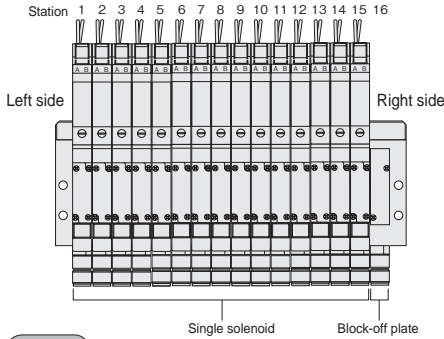 Station 1 2 3 4 5 6 7 8 9 10 11 12 13 14 15 16
A B A B A B A B A B A B A B A B A B A B A B A B A B A B A B
Left side Right side
Single solenoid Block-off plate